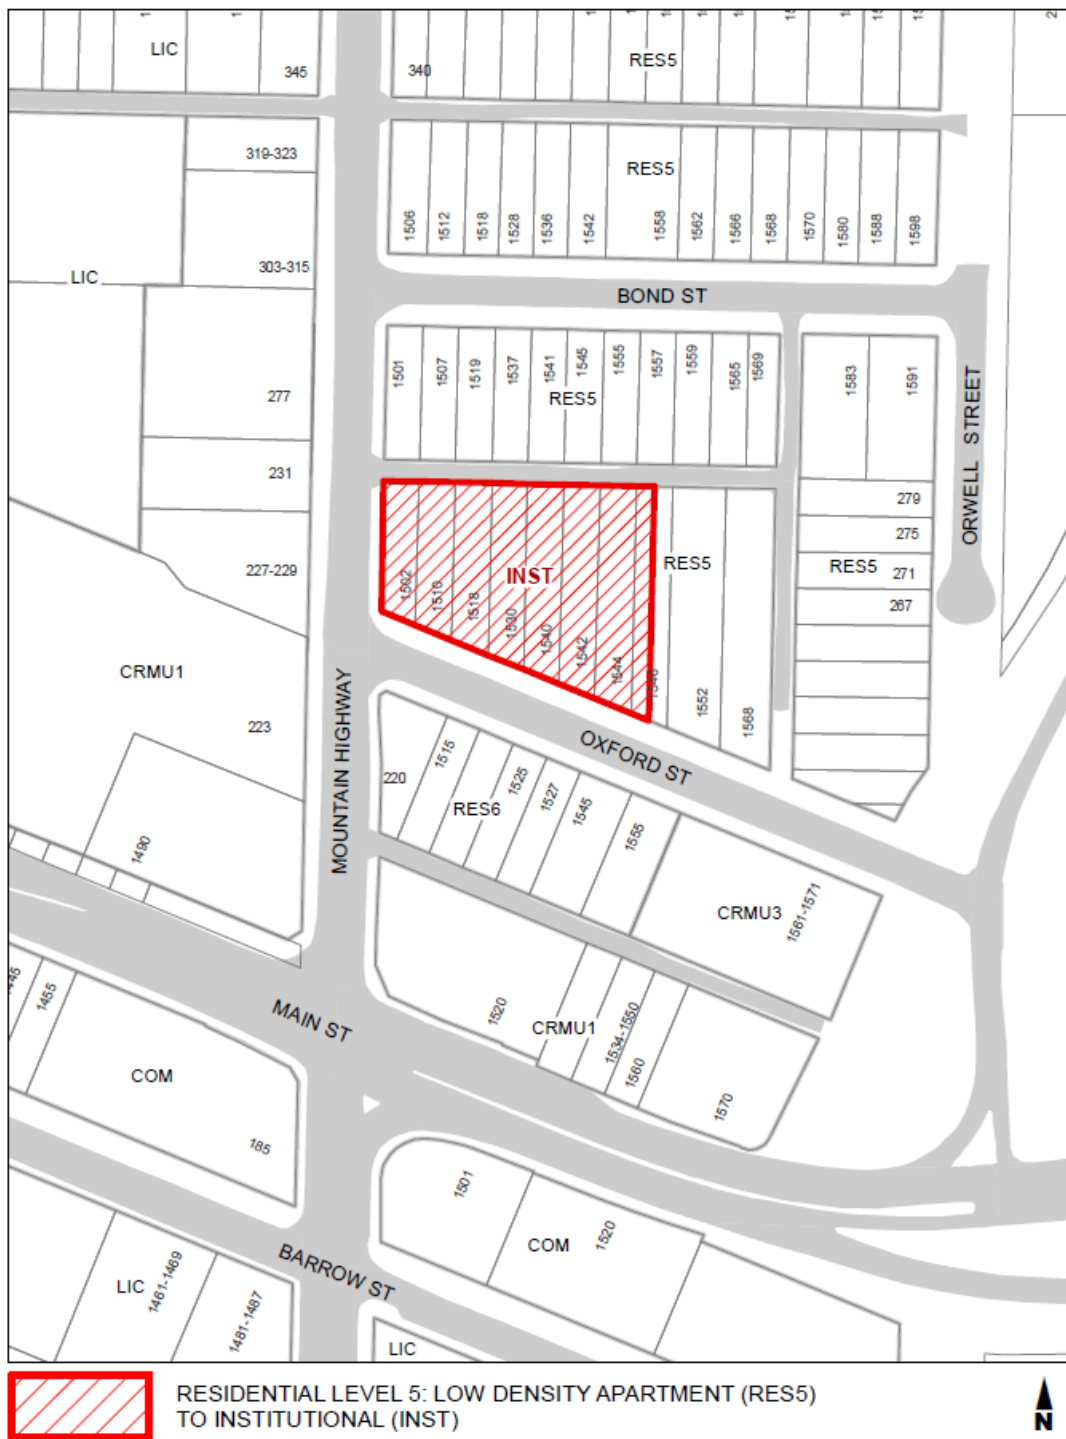 LIC
345
340
RES5
319-323
RES5
1506
1512
1518
1528
1536
1542
1558
1562
1566
1568
1570
1580
1588
1598
LIC
303-315
BOND ST
1501
1507
1519
1537
1541
1545
1555
1557
1559
1565
1569
RES5
1583
1591
277
231
227-229
ORWELL STREET
279
275
RES5
271
267
INST
1502
1510
1518
1530
1540
1542
1544
1546
RES5
1552
1568
CRMU1
223
MOUNTAIN HIGHWAY
OXFORD ST
220
1515
RES6
1525
1527
1545
1555
1490
CRMU3
1561-1571
1520
CRMU1
1534-1550
1560
1570
MAIN ST
1455
COM
185
1501
COM
1520
BARROW ST
LIC
1461-1469
1481-1487
LIC
RESIDENTIAL LEVEL 5: LOW DENSITY APARTMENT (RES5)
TO INSTITUTIONAL (INST)
N